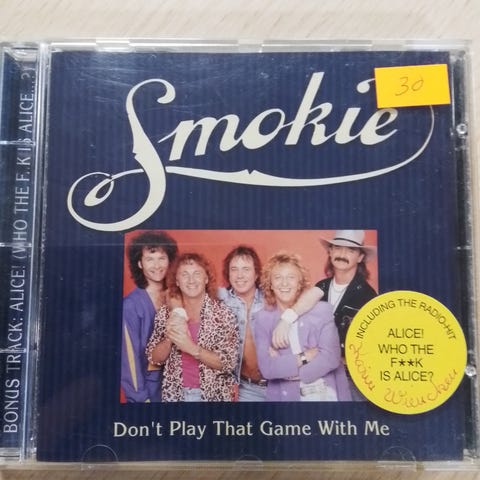 BONUS TRACK: ALICE! (WHO THE F..K IS ALICE...?)
Smokie
30
INCLUDING THE RADIO-HIT
ALICE!
WHO THE
F**K
IS ALICE?
Don't Play That Game With Me